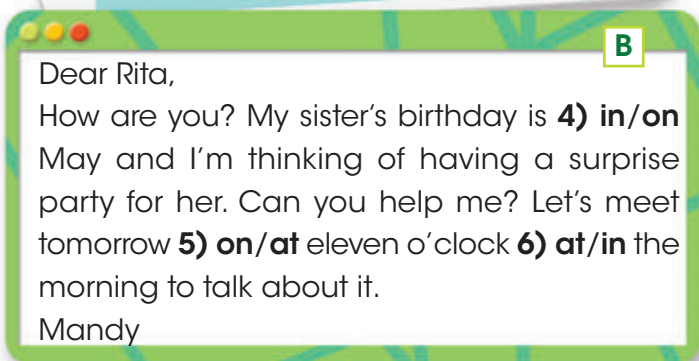 B
Dear Rita,
How are you? My sister's birthday is 4) in/on
May and I'm thinking of having a surprise
party for her. Can you help me? Let's meet
tomorrow 5) on/at eleven o'clock 6) at/in the
morning to talk about it.
Mandy